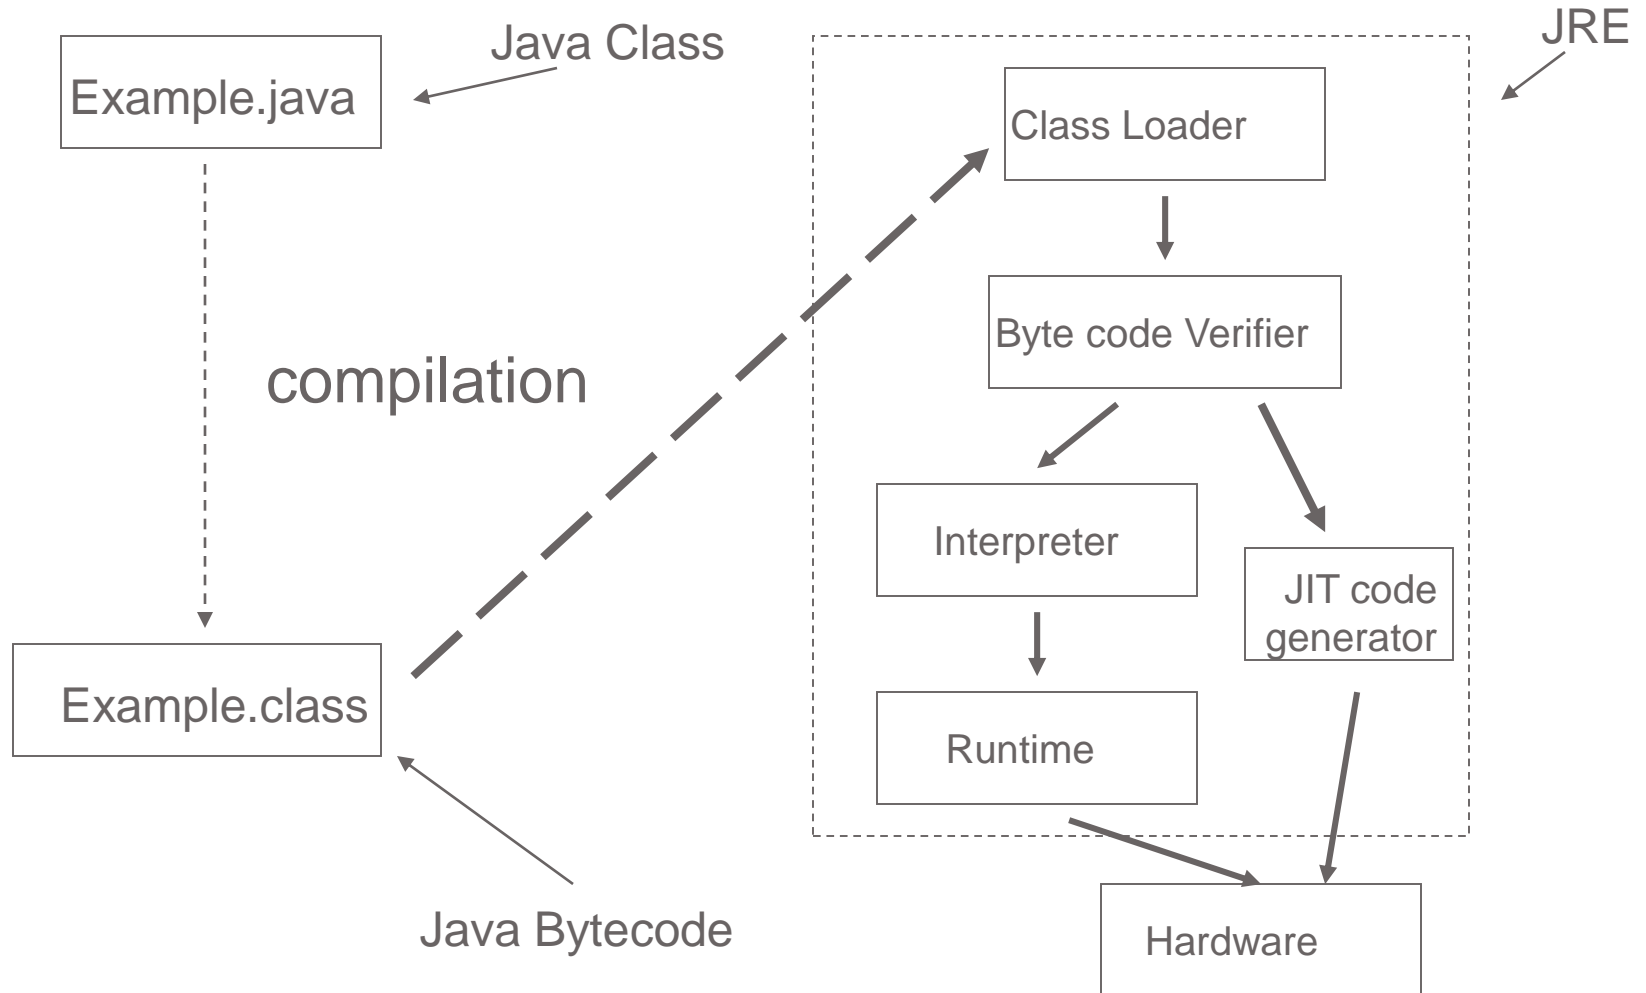 Java Class
JRE
Example.java
Class Loader
Byte code Verifier
compilation
Interpreter
JIT code
generator
Example.class
Runtime
Java Bytecode
Hardware